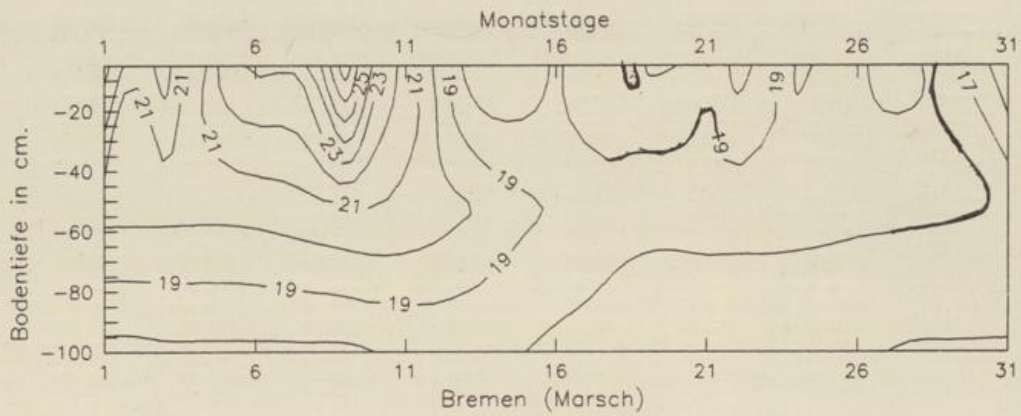 Monatstage
1 6 11 16 21 26 31
21 21 25 23 21 19 19 17
-20
21 21 23 19
-40
19
21
-60
19
19 19 19
-80
-100
Bodentiefe in cm.
1 6 11 16 21 26 31
Bremen (Marsch)